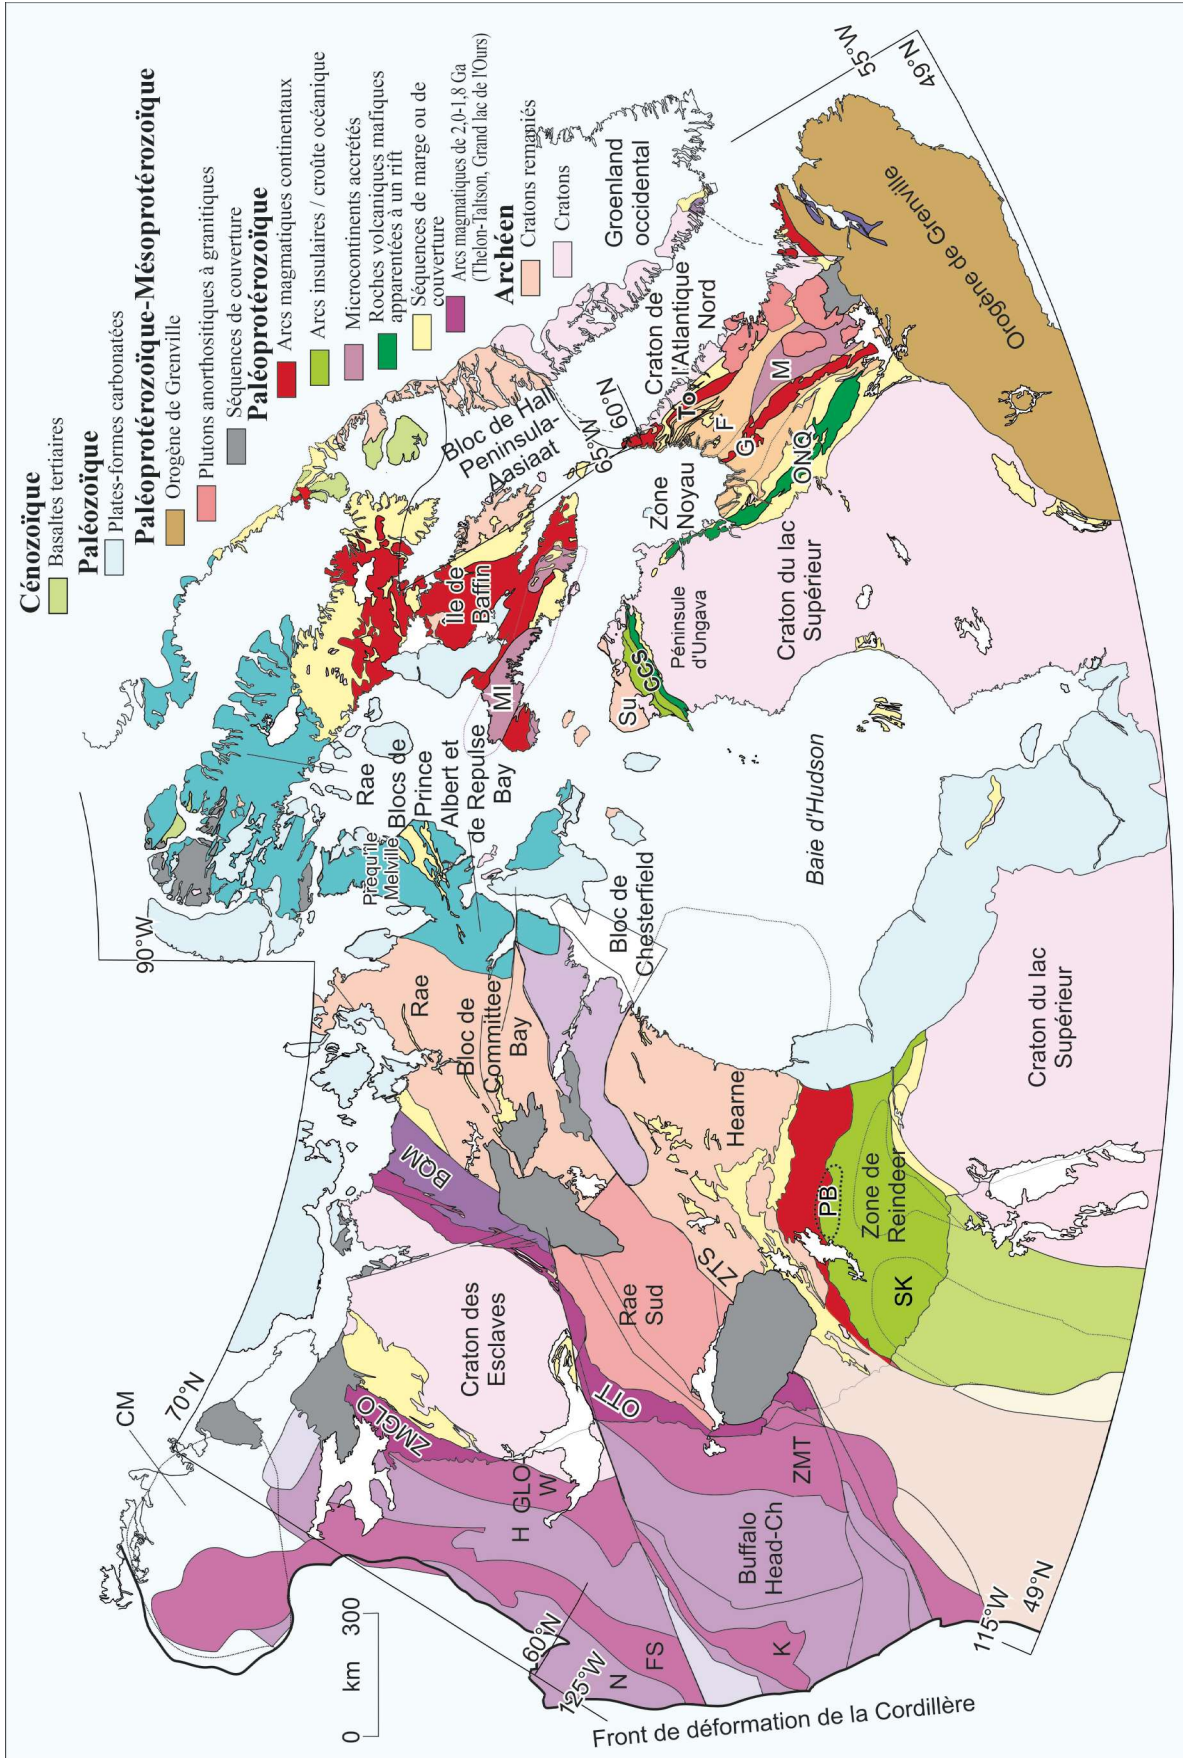 Cénozoïque
Basaltes tertiaires
Paléozoïque
Plates-formes carbonatées
Paléoprotérozoïque-Mésoprotérozoïque
Orogène de Grenville
Plutons anorthositiques à granitiques
Séquences de couverture
Paléoprotérozoïque
Arcs magmatiques continentaux
Arcs insulaires / croûte océanique
Microcontinents accrétés
Roches volcaniques mafiques
apparentées à un rift
Séquences de marge ou de
couverture
Arcs magmatiques de 2,0-1,8 Ga
(Thelon-Taltson, Grand lac de l'Ours)
Archéen
Cratons remaniés
Cratons
CM
70°N
90°W
Rae
Blocs de
Prince
Albert et
de Repulse
Bay
Presqu'île
Melville
Île de
Baffin
Bloc de Hall
Peninsula-
Aasiaat
Groenland
occidental
55°W
49°N
65°W
60°N
Craton de
l'Atlantique
Nord
To
F
G
M
ONQ
Zone
Noyau
MI
Su
CCS
Péninsule
d'Ungava
Craton du lac
Supérieur
Orogène de Grenville
Baie d'Hudson
Bloc de
Chesterfield
Rae
Bloc de
Committee
Bay
BQM
Hearne
ZMGLO
Craton des
Esclaves
Rae
Sud
ZTS
OTT
PB
Zone de
Reindeer
SK
Craton du lac
Supérieur
H
GLO
W
ZMT
Buffalo
Head-Ch
N
FS
K
60°N
125°W
115°W
49°N
0 km 300
Front de déformation de la Cordillère